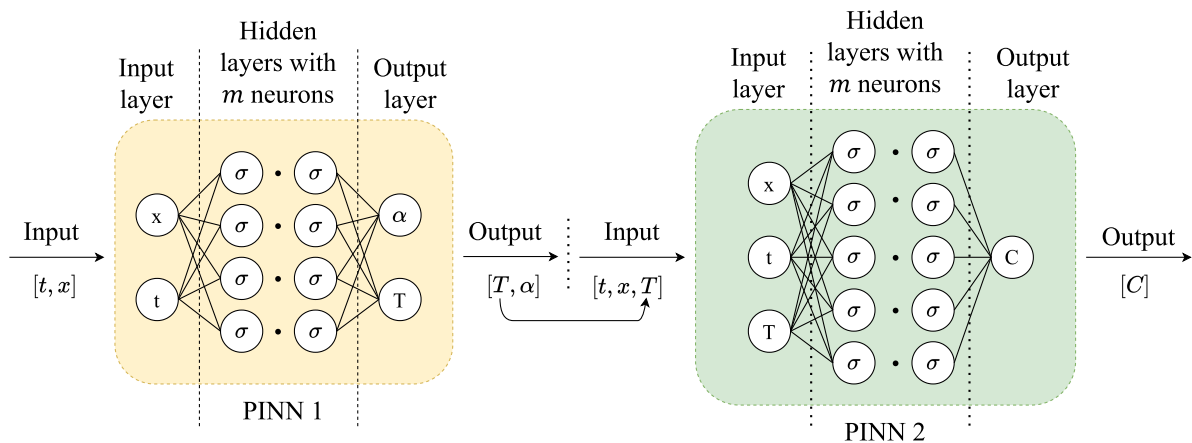 Input
layer
Hidden
layers with
m neurons
Output
layer
Input
[t, x]
x
t
σ · σ
σ · σ
σ · σ
σ · σ
α
T
PINN 1
Output
[T, α]
Input
[t, x, T]
Input
layer
Hidden
layers with
m neurons
Output
layer
x
t
T
σ · σ
σ · σ
σ · σ
σ · σ
σ · σ
C
PINN 2
Output
[C]